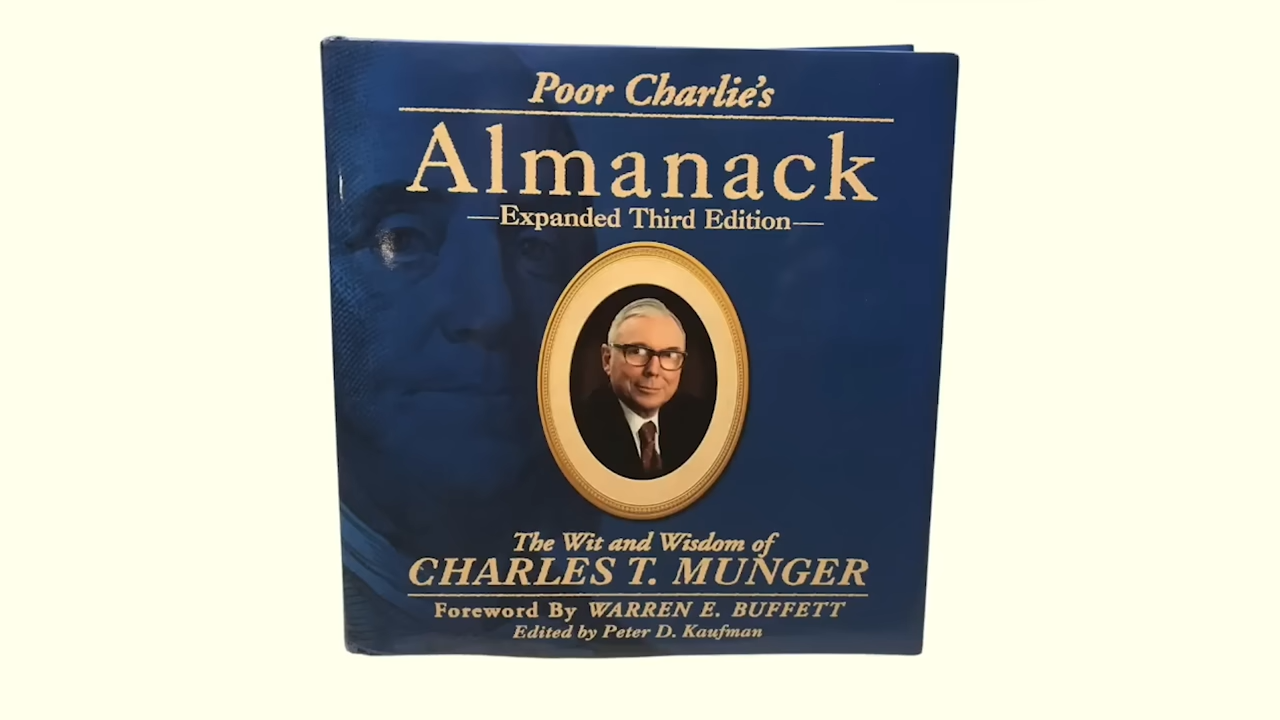 Poor Charlie's
Almanack
—Expanded Third Edition—
The Wit and Wisdom of
CHARLES T. MUNGER
Foreword By WARREN E. BUFFETT
Edited by Peter D. Kaufman